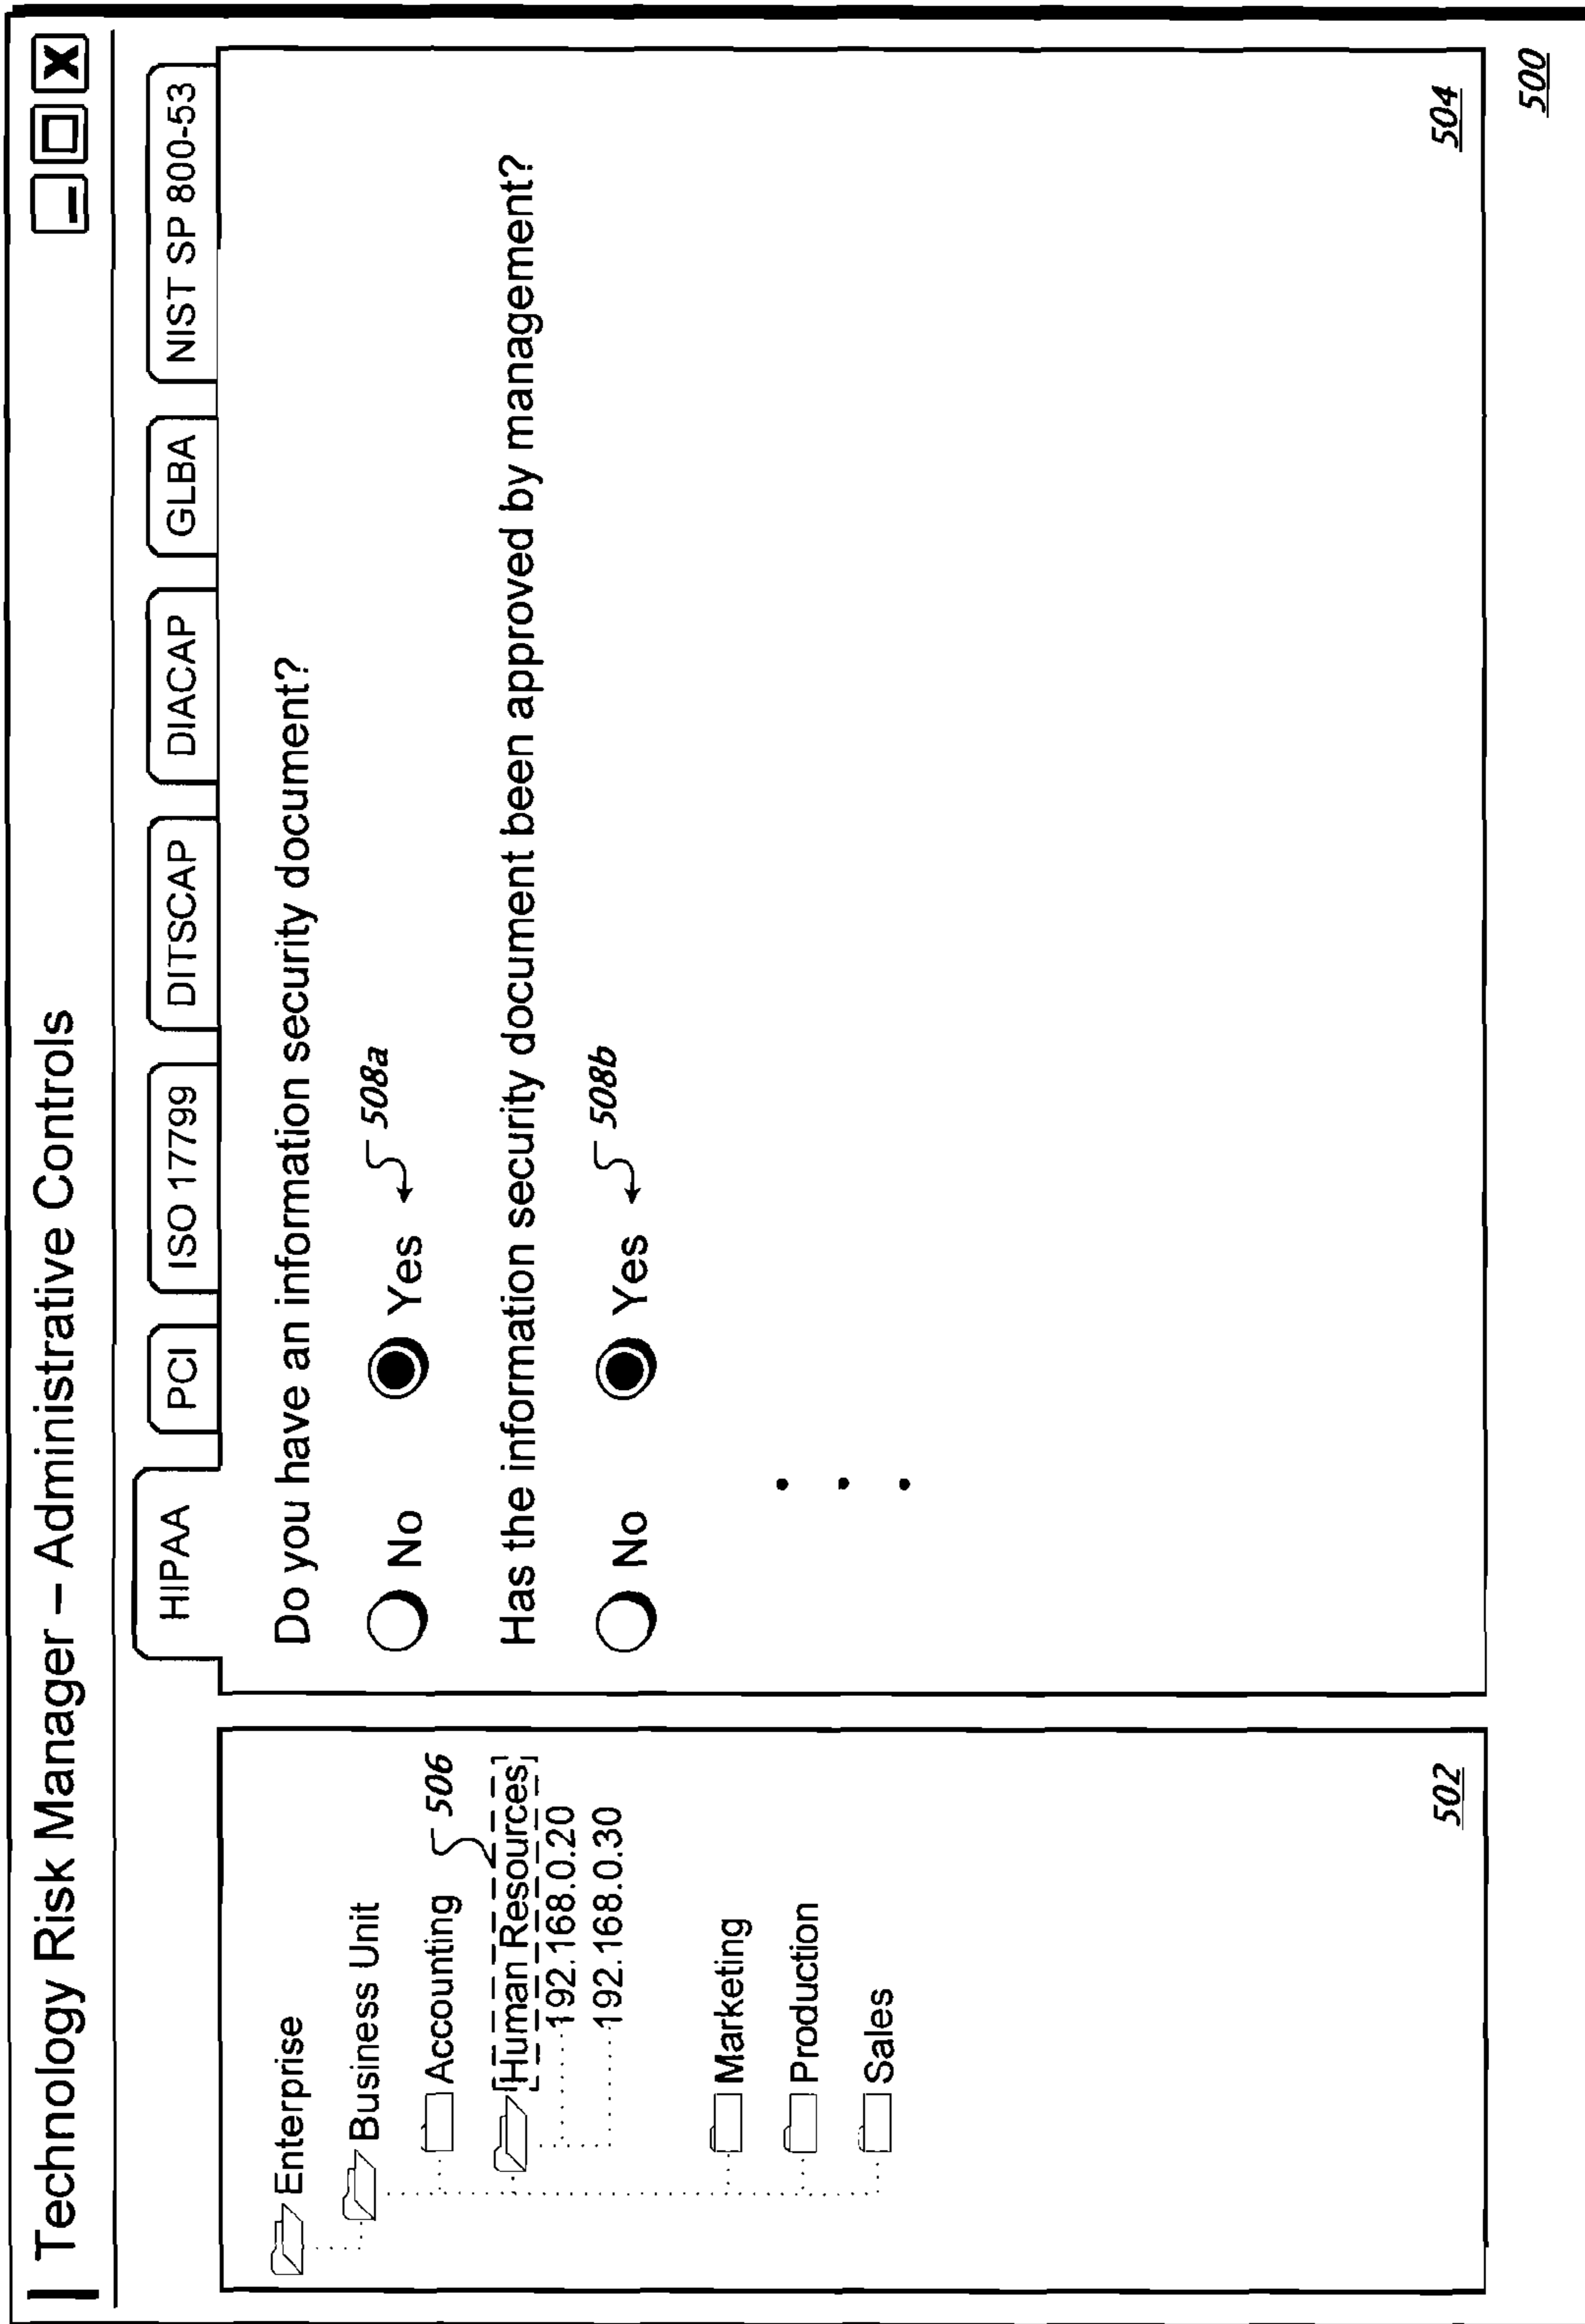 Technology Risk Manager – Administrative Controls
HIPAA PCI ISO 17799 DITSCAP DIACAP GLBA NIST SP 800-53
Enterprise
Business Unit
Accounting
506
Human Resources
192.168.0.20
192.168.0.30
Marketing
Production
Sales
502
Do you have an information security document?
No Yes 508a
Has the information security document been approved by management?
No Yes 508b
504
500